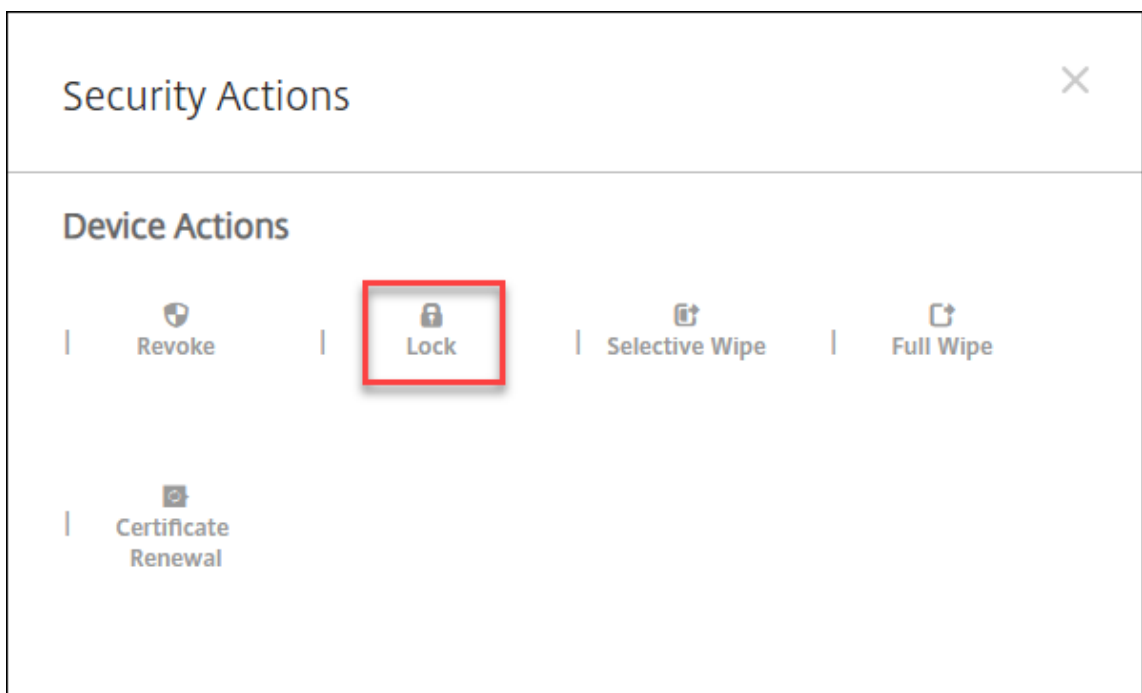 Security Actions
Device Actions
Revoke
Lock
Selective Wipe
Full Wipe
Certificate
Renewal